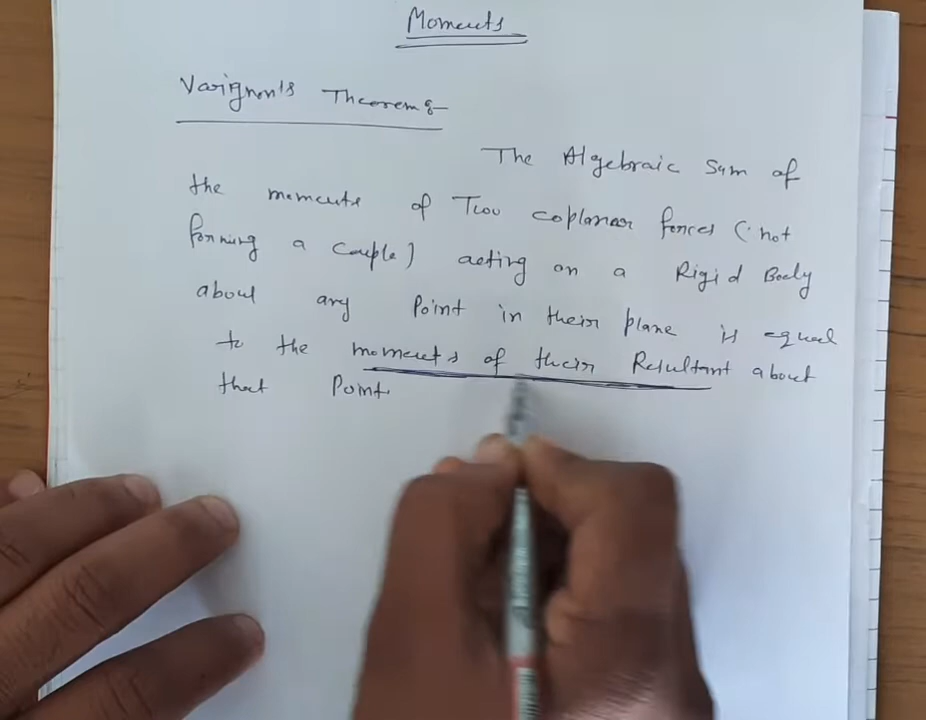 Moments
Varignon's Theorem :-
The Algebraic Sum of
the moments of Two coplanar forces (not
forming a couple) acting on a Rigid Body
about any Point in their plane is equal
to the moments of their Resultant about
that Point.